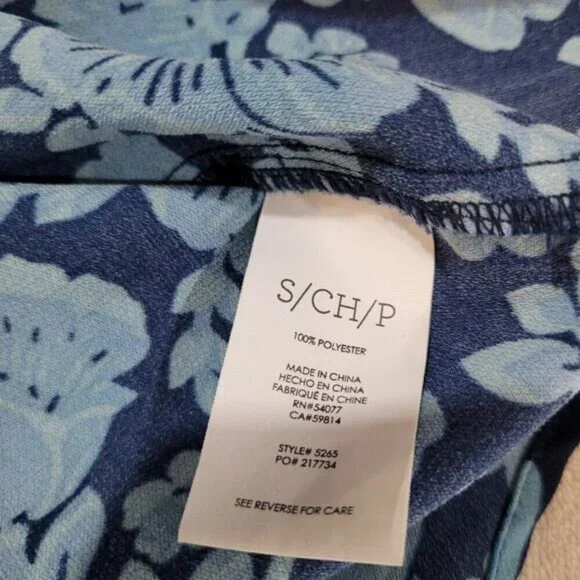 S/CH/P
100% POLYESTER
MADE IN CHINA
HECHO EN CHINA
FABRIQUÉ EN CHINE
RN#54077
CA#59814
STYLE# 5265
PO# 217734
SEE REVERSE FOR CARE